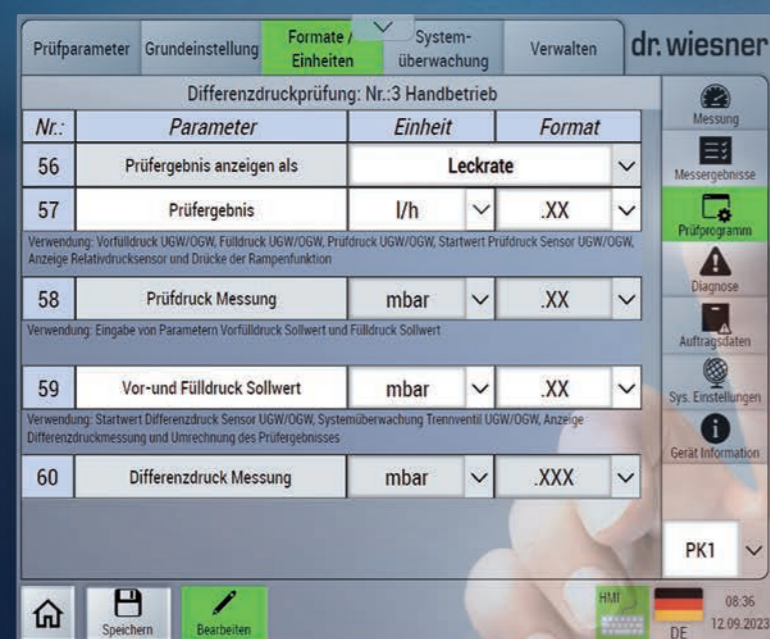 Prüfparameter
Grundeinstellung
Formate /
Einheiten
System-
überwachung
Verwalten
dr. wiesner
Differenzdruckprüfung: Nr.:3 Handbetrieb
Nr.: Parameter Einheit Format
56 Prüfergebnis anzeigen als Leckrate
57 Prüfergebnis l/h .XX
Verwendung: Vorfülldruck UGW/OGW, Fülldruck UGW/OGW, Prüfdruck UGW/OGW, Startwert Prüfdruck Sensor UGW/OGW,
Anzeige Relativdrucksensor und Drücke der Rampenfunktion
58 Prüfdruck Messung mbar .XX
Verwendung: Eingabe von Parametern Vorfülldruck Sollwert und Fülldruck Sollwert
59 Vor-und Fülldruck Sollwert mbar .XX
Verwendung: Startwert Differenzdruck Sensor UGW/OGW, Systemüberwachung Trennventil UGW/OGW, Anzeige
Differenzdruckmessung und Umrechnung des Prüfergebnisses
60 Differenzdruck Messung mbar .XXX
Messung
Messergebnisse
Prüfprogramm
Diagnose
Auftragsdaten
Sys. Einstellungen
Gerät Information
PK1
Speichern
Bearbeiten
HMI
DE
08:36
12.09.2023